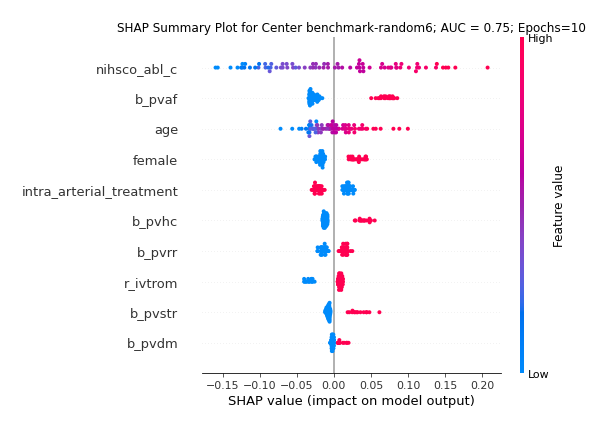 SHAP Summary Plot for Center benchmark-random6; AUC = 0.75; Epochs=10
High
nihsco_abl_c
b_pvaf
age
female
intra_arterial_treatment
b_pvhc
b_pvrr
r_ivtrom
b_pvstr
b_pvdm
Feature value
Low
−0.15 −0.10 −0.05 0.00 0.05 0.10 0.15 0.20
SHAP value (impact on model output)